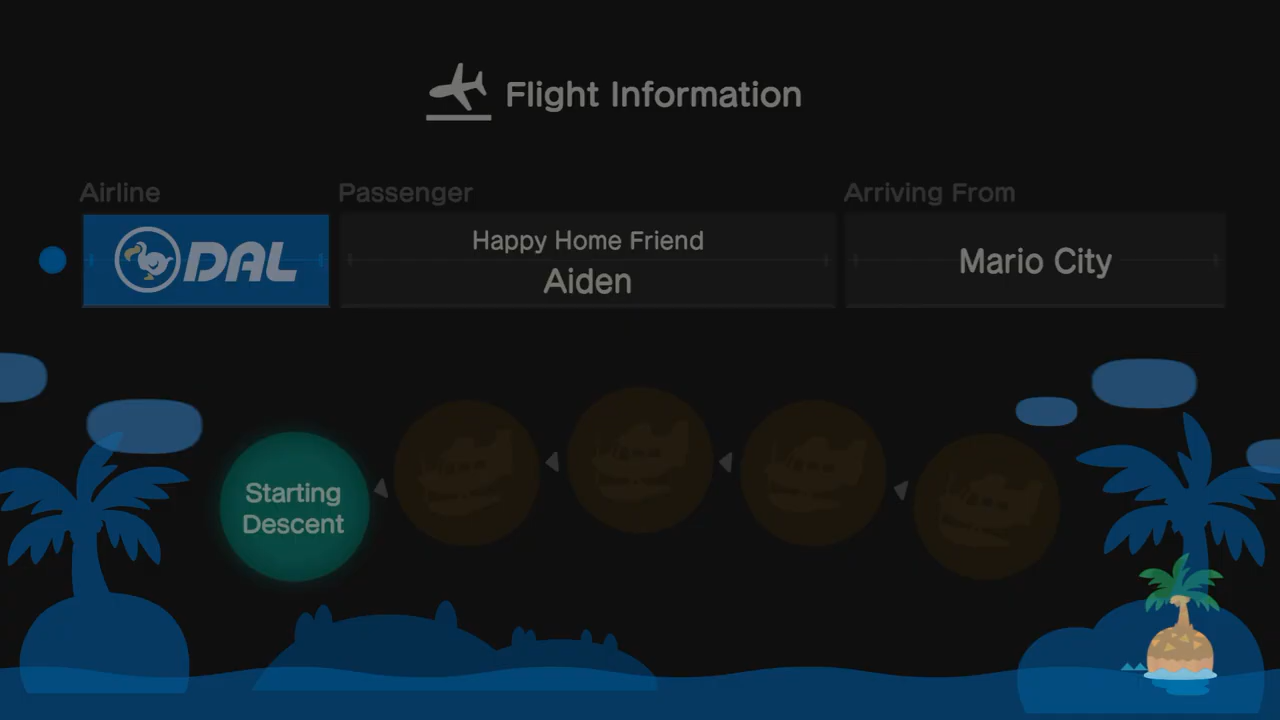 Flight Information
Airline
Passenger
Arriving From
DAL
Happy Home Friend
Aiden
Mario City
Starting
Descent